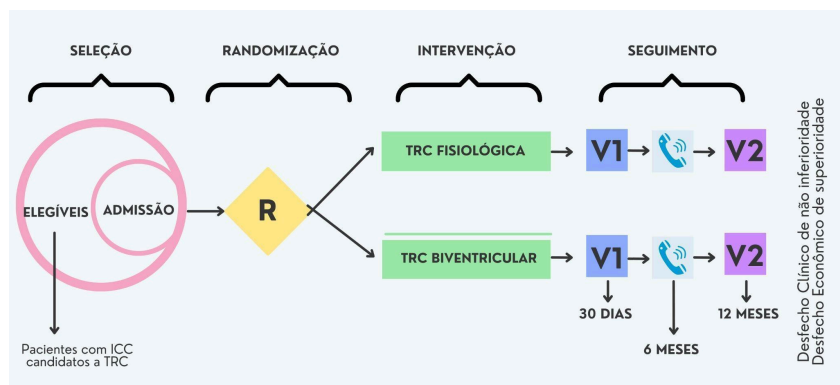 SELEÇÃO
RANDOMIZAÇÃO
INTERVENÇÃO
SEGUIMENTO
ELEGÍVEIS
ADMISSÃO
R
TRC FISIOLÓGICA
V1
V2
TRC BIVENTRICULAR
V1
V2
30 DIAS
12 MESES
6 MESES
Pacientes com ICC
candidatos a TRC
Desfecho Clínico de não inferioridade
Desfecho Econômico de superioridade